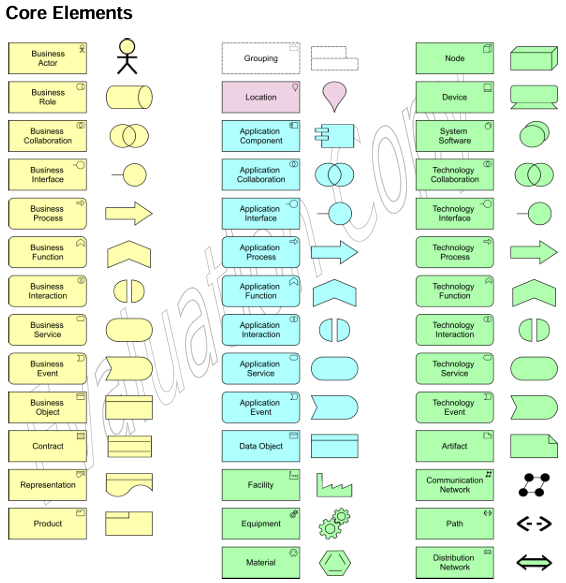 Core Elements
Business
Actor
Business
Role
Business
Collaboration
Business
Interface
Business
Process
Business
Function
Business
Interaction
Business
Service
Business
Event
Business
Object
Contract
Representation
Product
Grouping
Location
Application
Component
Application
Collaboration
Application
Interface
Application
Process
Application
Function
Application
Interaction
Application
Service
Application
Event
Data Object
Facility
Equipment
Material
Node
Device
System
Software
Technology
Collaboration
Technology
Interface
Technology
Process
Technology
Function
Technology
Interaction
Technology
Service
Technology
Event
Artifact
Communication
Network
Path
Distribution
Network